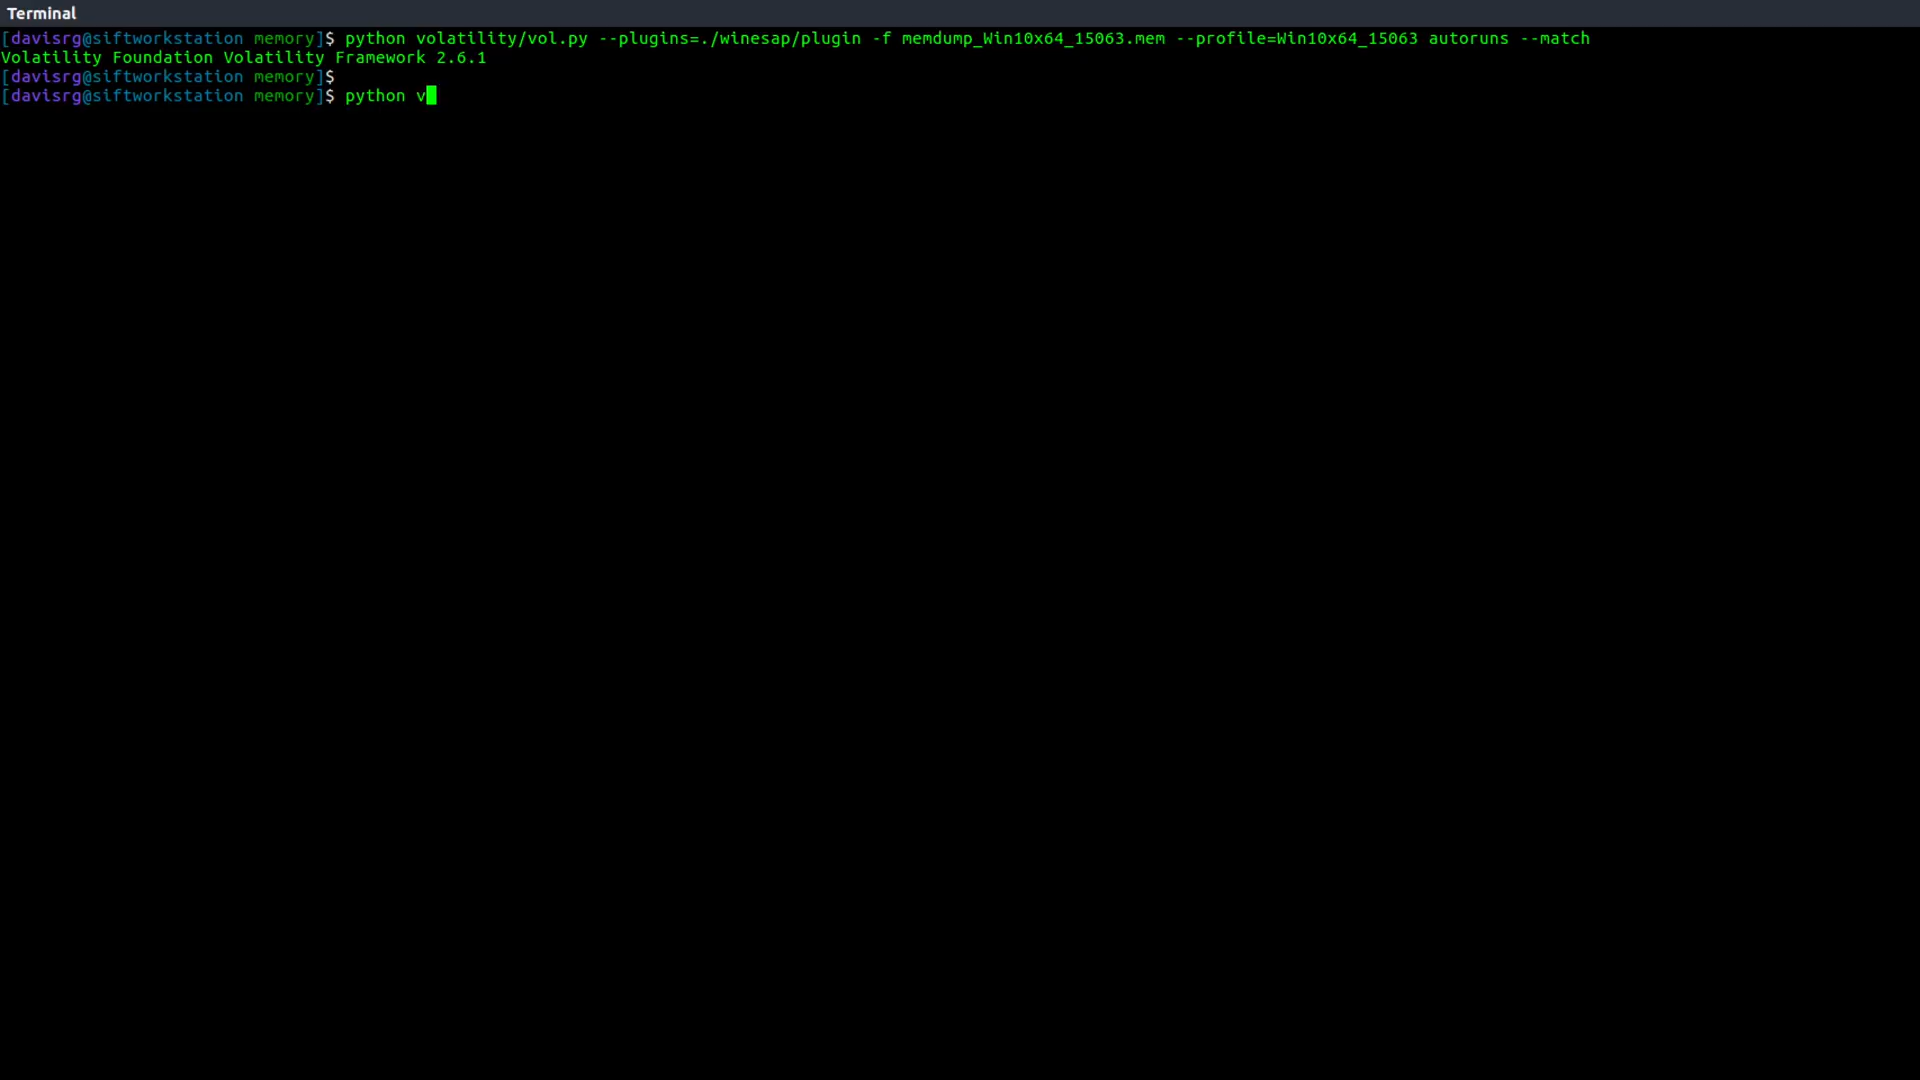 Terminal
[davisrg@siftworkstation memory]$ python volatility/vol.py --plugins=./winesap/plugin -f memdump_Win10x64_15063.mem --profile=Win10x64_15063 autoruns --match
Volatility Foundation Volatility Framework 2.6.1
[davisrg@siftworkstation memory]$
[davisrg@siftworkstation memory]$ python v